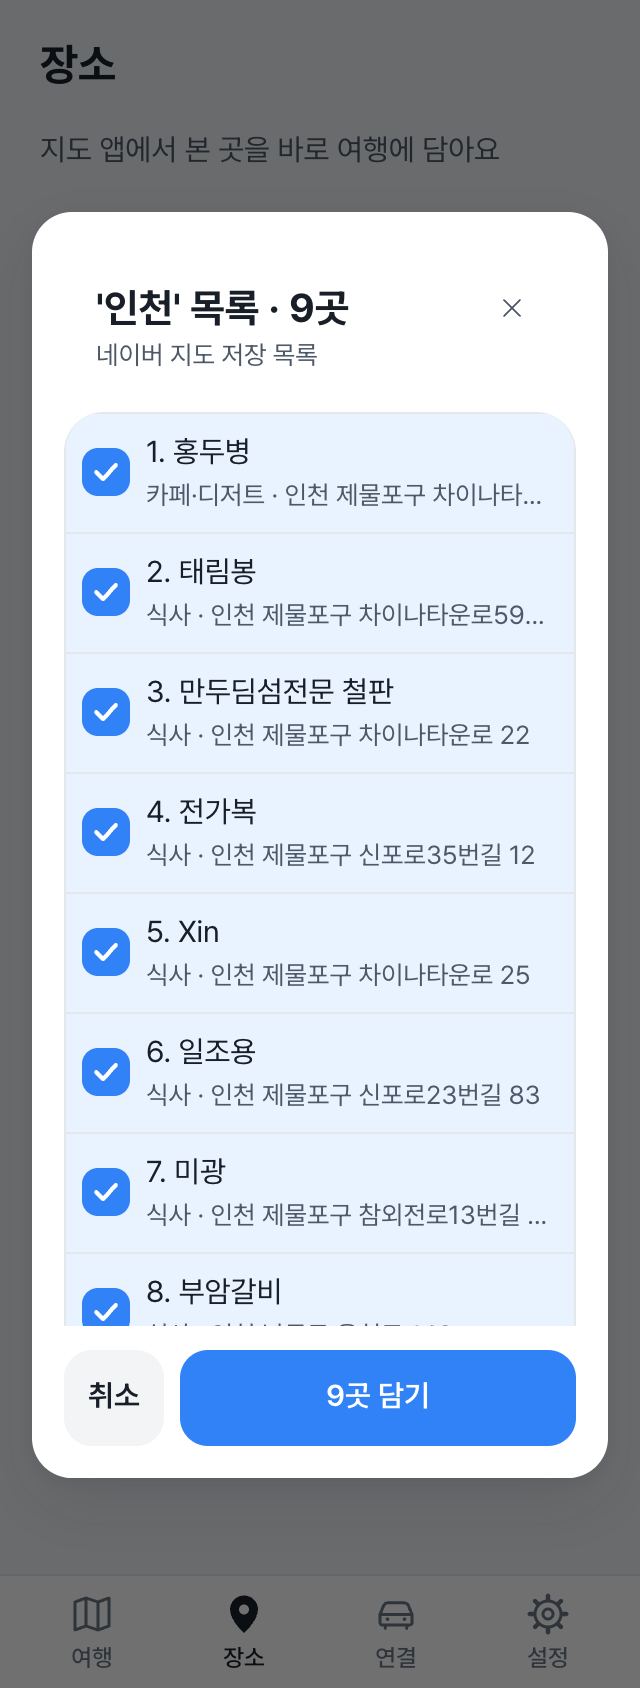 장소
지도 앱에서 본 곳을 바로 여행에 담아요
'인천' 목록 · 9곳
네이버 지도 저장 목록
1. 홍두병
카페·디저트 · 인천 제물포구 차이나타...
2. 태림봉
식사 · 인천 제물포구 차이나타운로59...
3. 만두딤섬전문 철판
식사 · 인천 제물포구 차이나타운로 22
4. 전가복
식사 · 인천 제물포구 신포로35번길 12
5. Xin
식사 · 인천 제물포구 차이나타운로 25
6. 일조용
식사 · 인천 제물포구 신포로23번길 83
7. 미광
식사 · 인천 제물포구 참외전로13번길 ...
8. 부암갈비
취소
9곳 담기
여행
장소
연결
설정